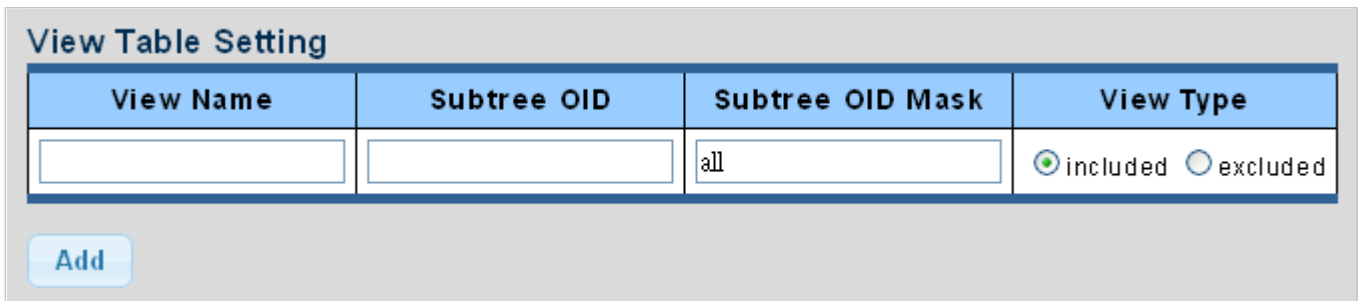 View Table Setting
View Name Subtree OID Subtree OID Mask View Type
all included excluded
Add